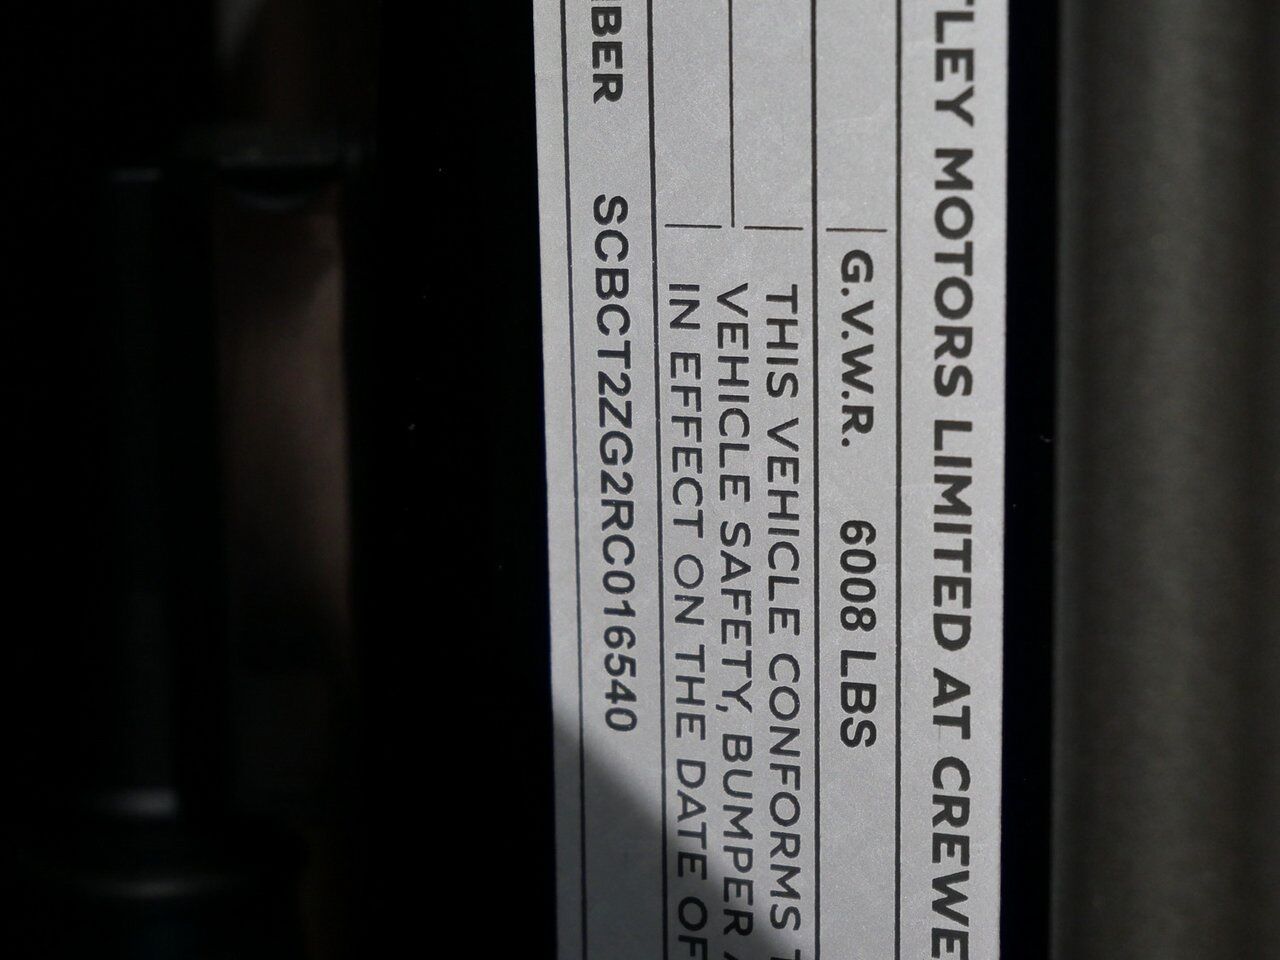 TLEY MOTORS LIMITED AT CREWE
G.V.W.R. 6008 LBS
THIS VEHICLE CONFORMS T
VEHICLE SAFETY, BUMPER A
IN EFFECT ON THE DATE OF
MBER SCBCT2ZG2RC016540